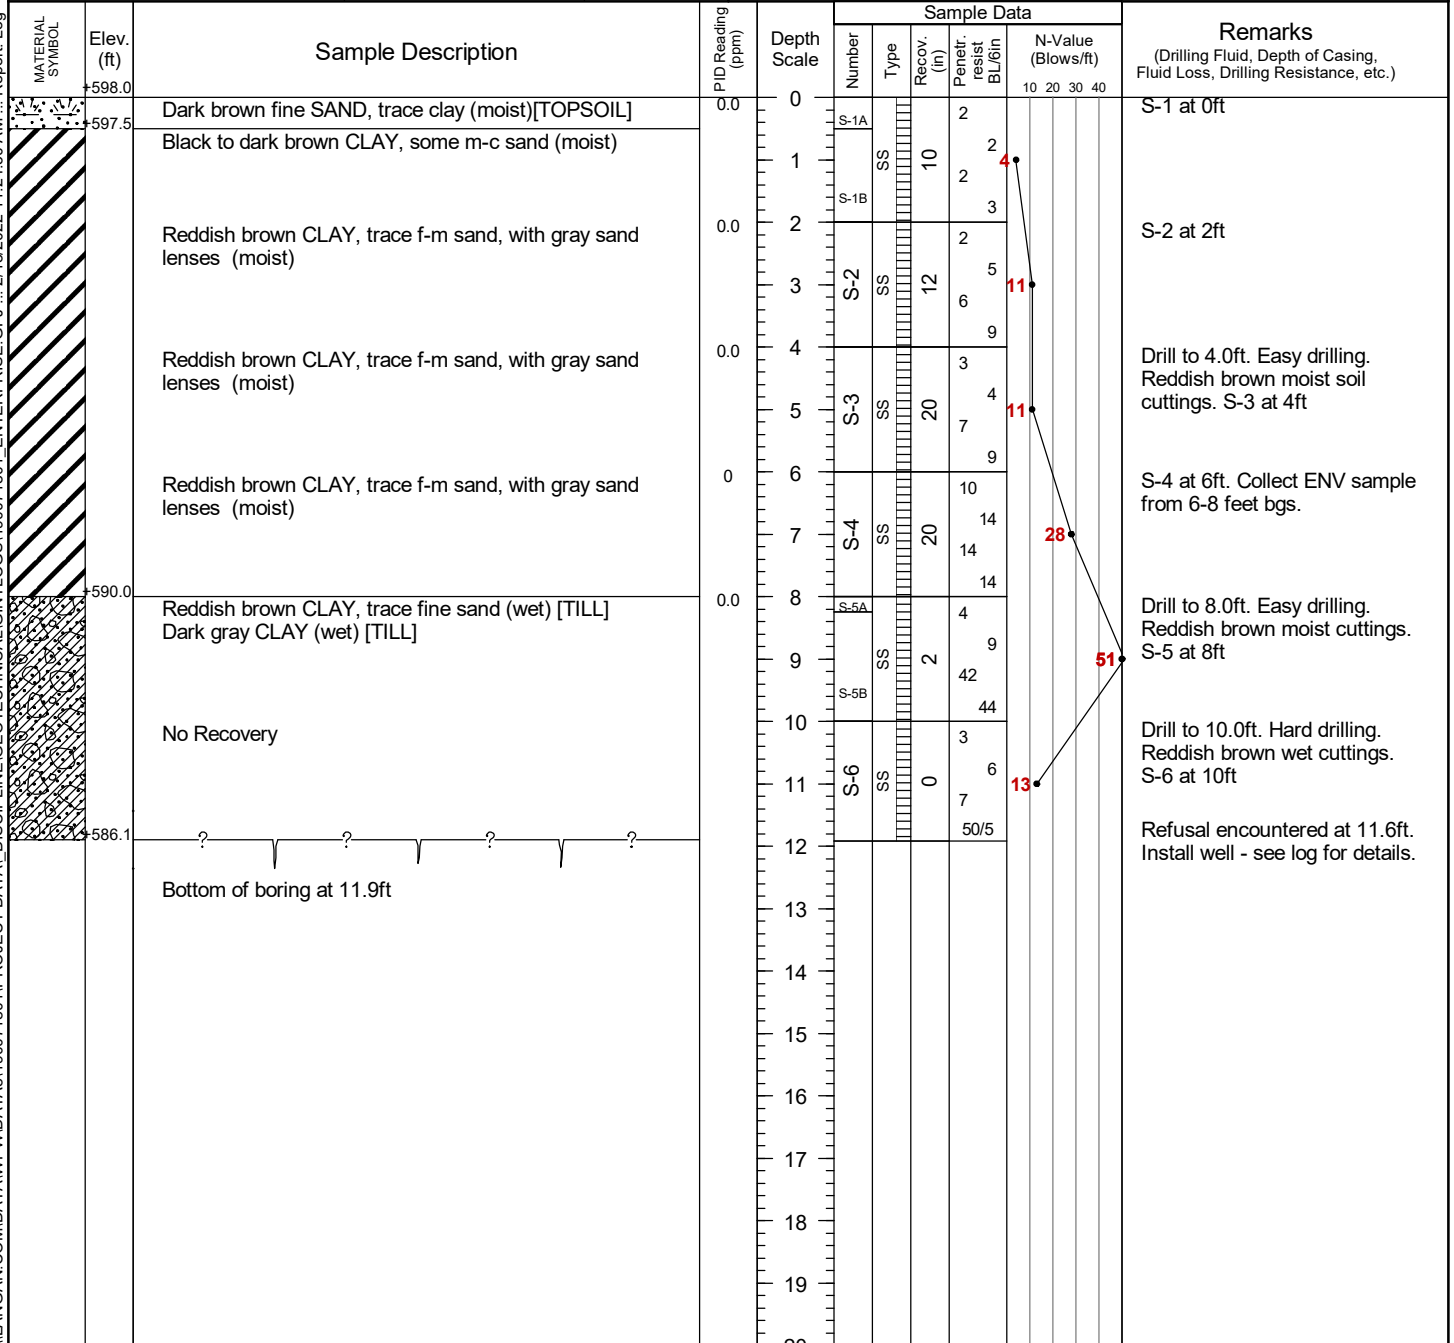 Sample Data
MATERIAL SYMBOL
Elev. (ft)
Sample Description
PID Reading (ppm)
Depth Scale
Number
Type
Recov. (in)
Penetr. resist BL/6in
N-Value (Blows/ft)
10 20 30 40
Remarks
(Drilling Fluid, Depth of Casing,
Fluid Loss, Drilling Resistance, etc.)
+598.0
Dark brown fine SAND, trace clay (moist)[TOPSOIL]
0.0
0
S-1A
2
S-1 at 0ft
+597.5
Black to dark brown CLAY, some m-c sand (moist)
1
SS
10
2
4
2
S-1B
3
2
Reddish brown CLAY, trace f-m sand, with gray sand
lenses (moist)
0.0
2
S-2 at 2ft
3
S-2
SS
12
5
11
6
9
4
Reddish brown CLAY, trace f-m sand, with gray sand
lenses (moist)
0.0
3
Drill to 4.0ft. Easy drilling.
Reddish brown moist soil
cuttings. S-3 at 4ft
5
S-3
SS
20
4
11
7
9
6
Reddish brown CLAY, trace f-m sand, with gray sand
lenses (moist)
0
10
S-4 at 6ft. Collect ENV sample
from 6-8 feet bgs.
7
S-4
SS
20
14
28
14
14
+590.0
8
Reddish brown CLAY, trace fine sand (wet) [TILL]
Dark gray CLAY (wet) [TILL]
0.0
S-5A
4
Drill to 8.0ft. Easy drilling.
Reddish brown moist cuttings.
S-5 at 8ft
9
SS
2
9
51
42
S-5B
44
10
No Recovery
3
Drill to 10.0ft. Hard drilling.
Reddish brown wet cuttings.
S-6 at 10ft
11
S-6
SS
0
6
13
7
50/5
+586.1
? ? ? ?
12
Refusal encountered at 11.6ft.
Install well - see log for details.
Bottom of boring at 11.9ft
13
14
15
16
17
18
19